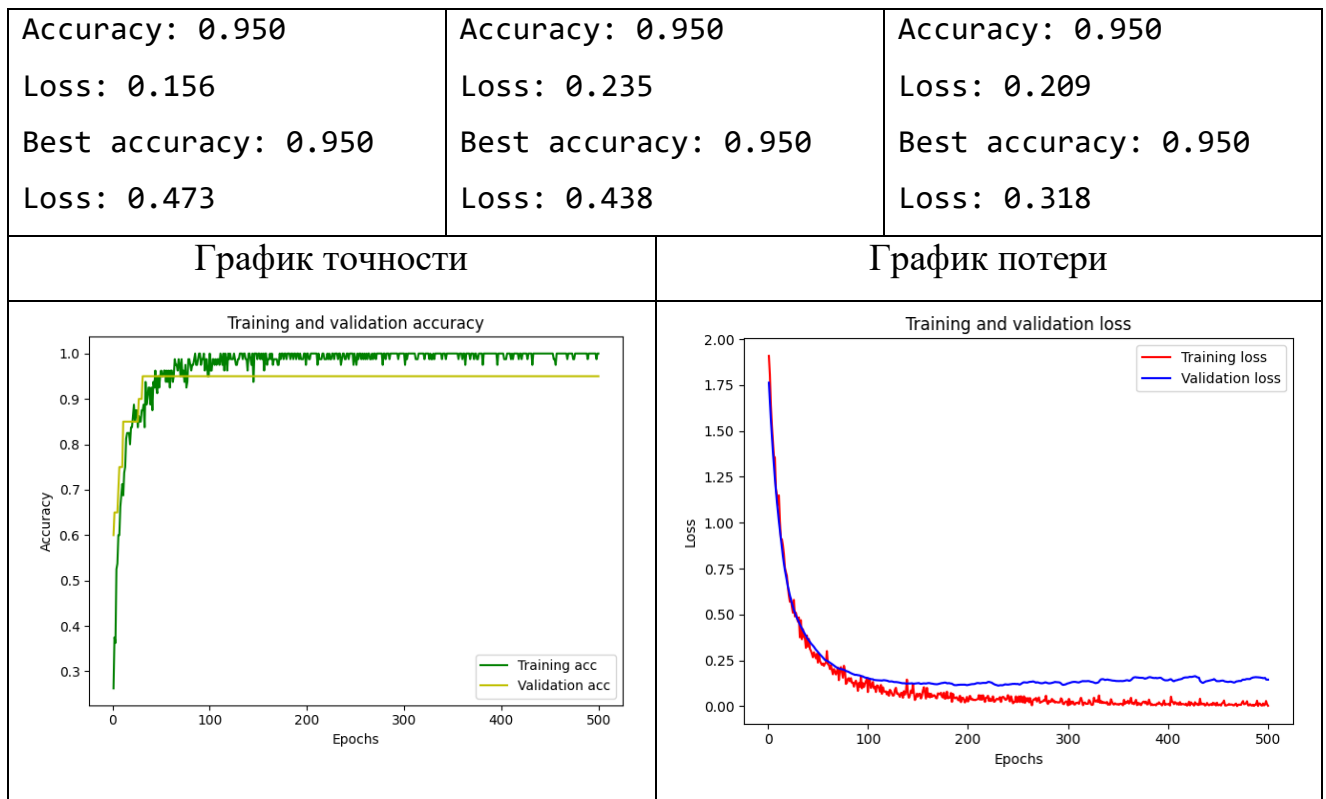 Accuracy: 0.950
Loss: 0.156
Best accuracy: 0.950
Loss: 0.473
Accuracy: 0.950
Loss: 0.235
Best accuracy: 0.950
Loss: 0.438
Accuracy: 0.950
Loss: 0.209
Best accuracy: 0.950
Loss: 0.318
График точности
График потери
Training and validation accuracy
1.0
0.9
0.8
0.7
0.6
0.5
0.4
0.3
Accuracy
Training acc
Validation acc
0 100 200 300 400 500
Epochs
Training and validation loss
2.00
1.75
1.50
1.25
1.00
0.75
0.50
0.25
0.00
Loss
Training loss
Validation loss
0 100 200 300 400 500
Epochs